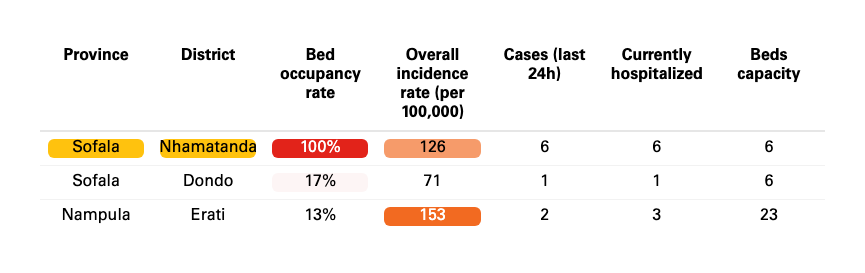 Province District Bed occupancy rate Overall incidence rate (per 100,000) Cases (last 24h) Currently hospitalized Beds capacity
Sofala Nhamatanda 100% 126 6 6 6
Sofala Dondo 17% 71 1 1 6
Nampula Erati 13% 153 2 3 23